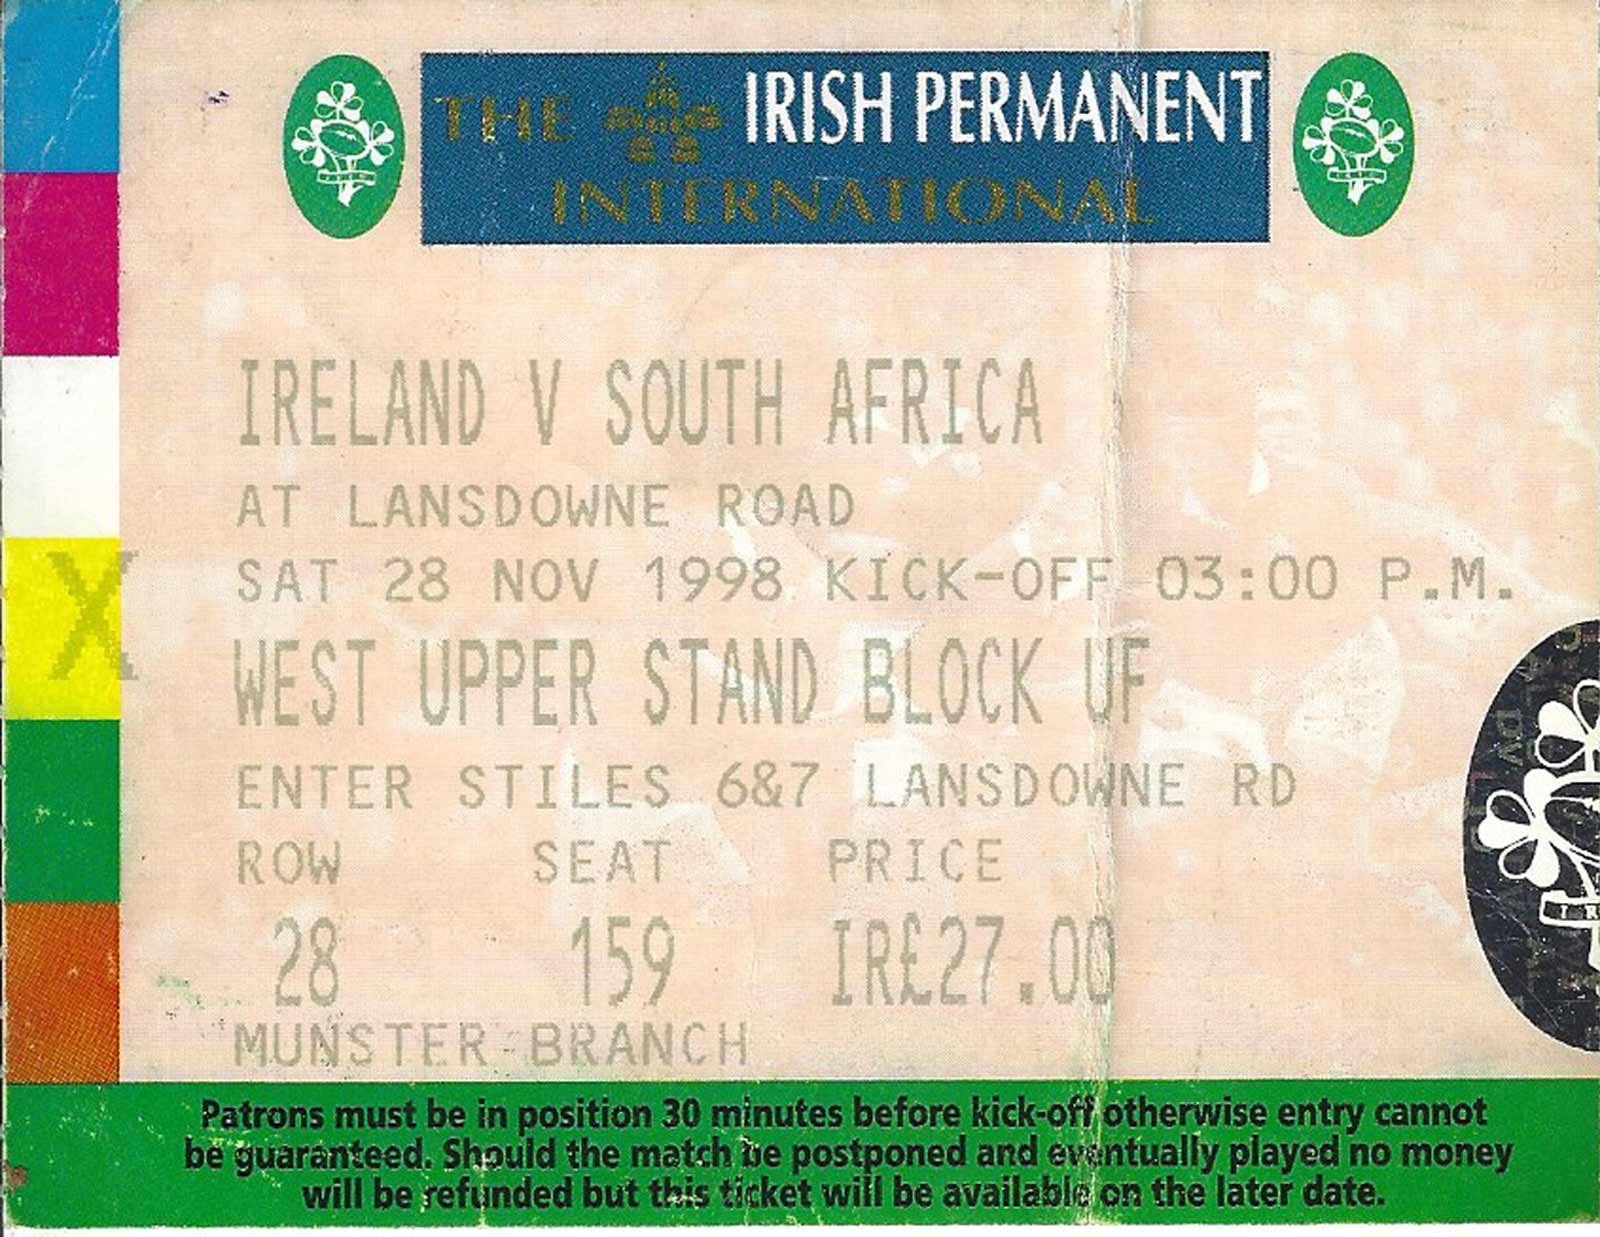 THE IRISH PERMANENT
INTERNATIONAL
IRELAND V SOUTH AFRICA
AT LANSDOWNE ROAD
SAT 28 NOV 1998 KICK-OFF 03:00 P.M.
X
WEST UPPER STAND BLOCK UF
ENTER STILES 6&7 LANSDOWNE RD
ROW SEAT PRICE
28 159 IR£27.00
MUNSTER BRANCH
Patrons must be in position 30 minutes before kick-off otherwise entry cannot
be guaranteed. Should the match be postponed and eventually played no money
will be refunded but this ticket will be available on the later date.